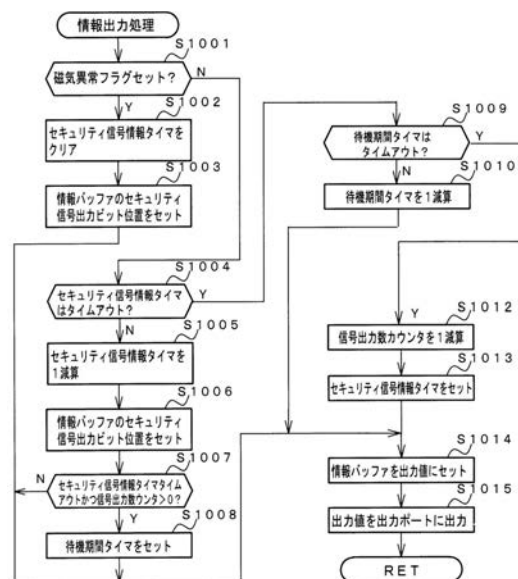 情報出力処理
S1001
磁気異常フラグセット？
N
Y
S1002
セキュリティ信号情報タイマを
クリア
S1003
情報バッファのセキュリティ
信号出力ビット位置をセット
S1004
セキュリティ信号情報タイマ
はタイムアウト？
Y
N
S1005
セキュリティ信号情報タイマを
1減算
S1006
情報バッファのセキュリティ
信号出力ビット位置をセット
S1007
N
セキュリティ信号情報タイマタイム
アウトかつ信号出力数ウンタ>0？
Y
S1008
待機期間タイマをセット
S1009
待機期間タイマは
タイムアウト？
Y
N
S1010
待機期間タイマを1減算
Y
S1012
信号出力数カウンタを1減算
S1013
セキュリティ信号情報タイマをセット
S1014
情報バッファを出力値にセット
S1015
出力値を出力ポートに出力
RET